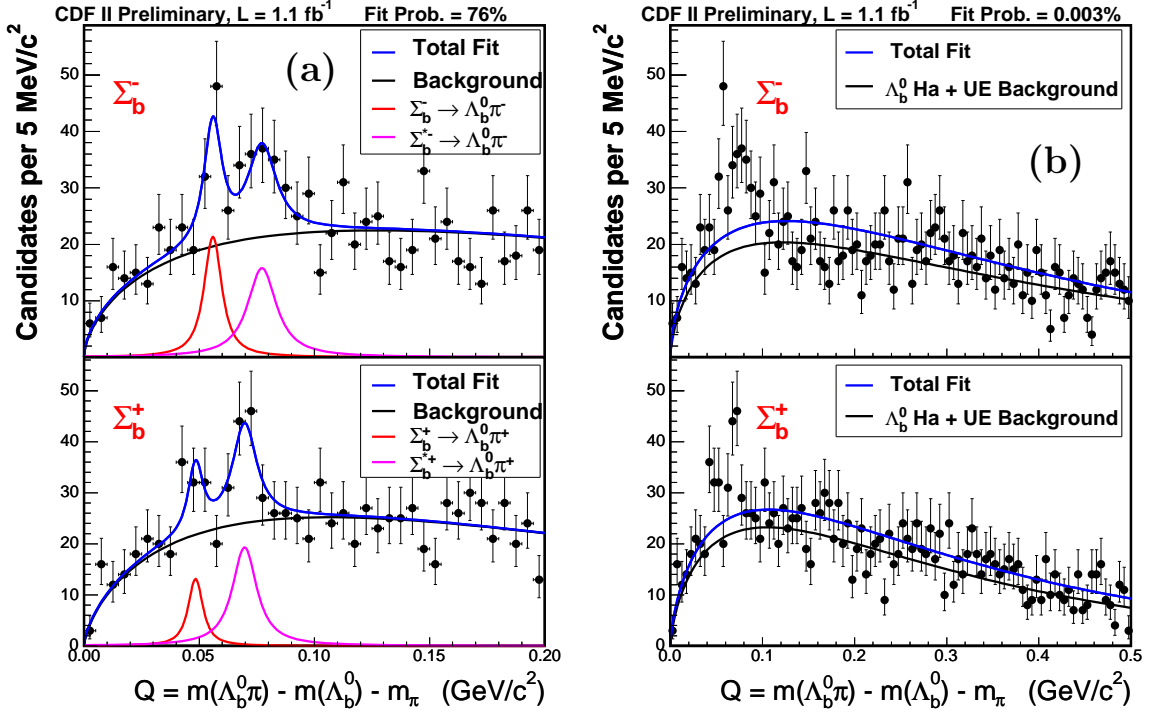 CDF II Preliminary, L = 1.1 fb⁻¹ Fit Prob. = 76%
Candidates per 5 MeV/c²
(a)
Σb⁻
Total Fit
Background
Σb⁻ → Λb⁰π⁻
Σb*⁻ → Λb⁰π⁻
50
40
30
20
10
Σb⁺
Total Fit
Background
Σb⁺ → Λb⁰π⁺
Σb*⁺ → Λb⁰π⁺
50
40
30
20
10
0
0.00 0.05 0.10 0.15 0.20
Q = m(Λb⁰π) - m(Λb⁰) - mπ (GeV/c²)
CDF II Preliminary, L = 1.1 fb⁻¹ Fit Prob. = 0.003%
Candidates per 5 MeV/c²
(b)
Σb⁻
Total Fit
Λb⁰ Ha + UE Background
50
40
30
20
10
Σb⁺
Total Fit
Λb⁰ Ha + UE Background
50
40
30
20
10
0
0.0 0.1 0.2 0.3 0.4 0.5
Q = m(Λb⁰π) - m(Λb⁰) - mπ (GeV/c²)